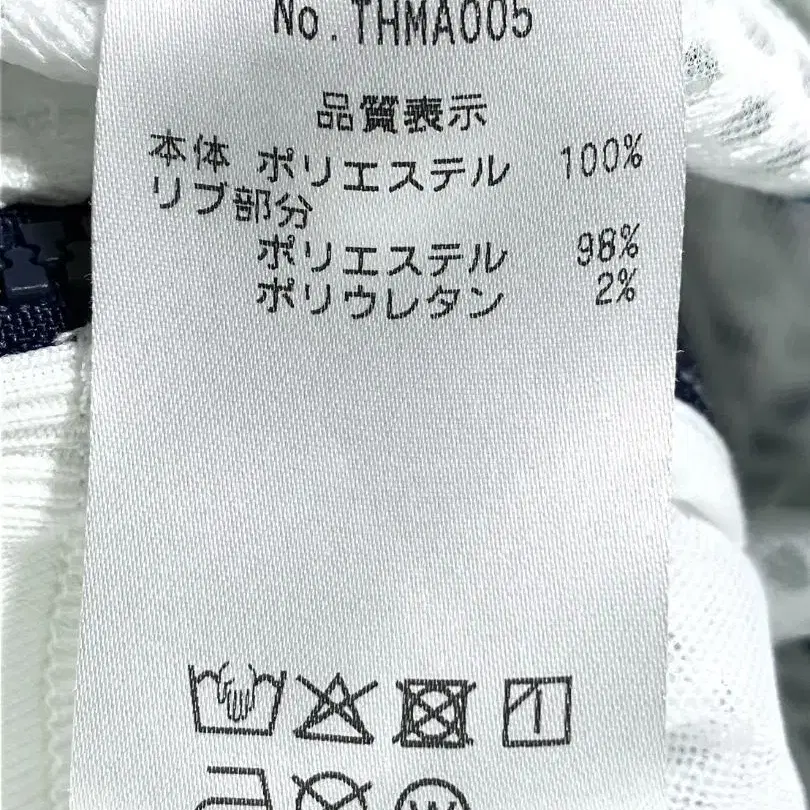 No.THMA005
品質表示
本体 ポリエステル 100%
リブ部分
ポリエステル 98%
ポリウレタン 2%
W